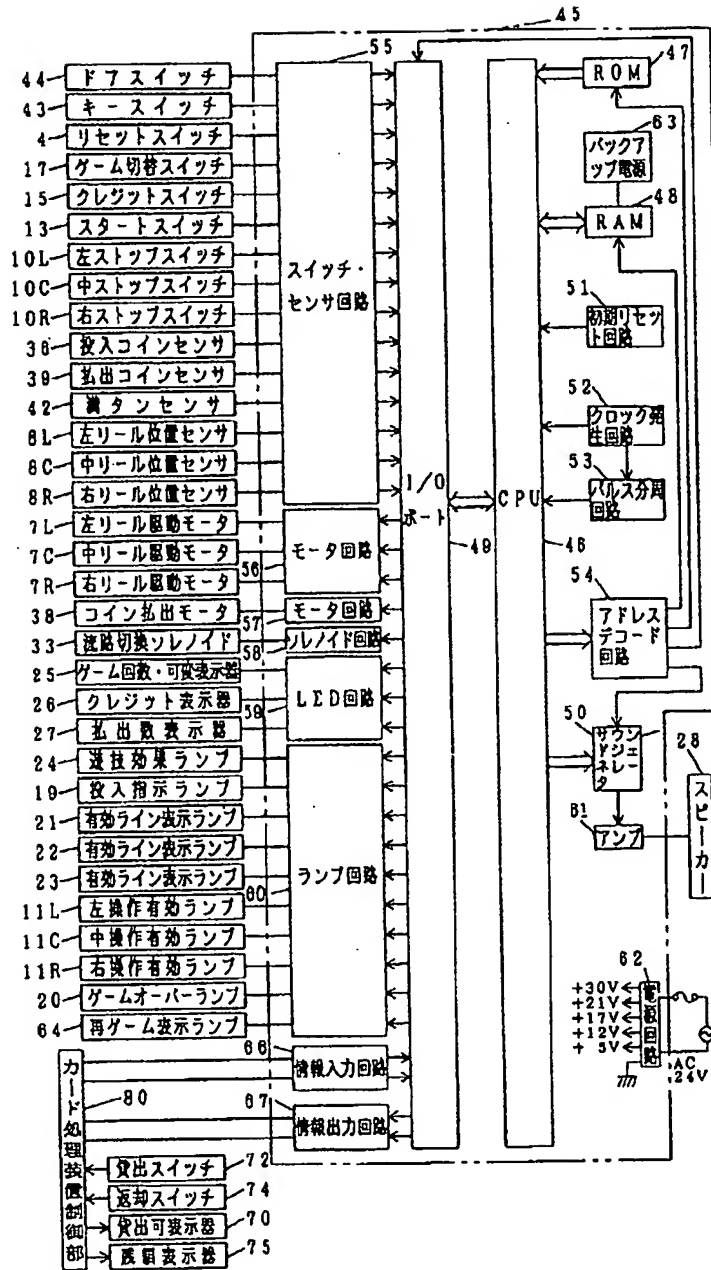 45
55
44 ドアスイッチ
43 キースイッチ
4 リセットスイッチ
17 ゲーム切替スイッチ
15 クレジットスイッチ
13 スタートスイッチ
10L 左ストップスイッチ
10C 中ストップスイッチ
10R 右ストップスイッチ
36 投入コインセンサ
39 払出コインセンサ
42 満タンセンサ
6L 左リール位置センサ
6C 中リール位置センサ
6R 右リール位置センサ
7L 左リール駆動モータ
7C 中リール駆動モータ
7R 右リール駆動モータ
38 コイン払出モータ
33 流路切換ソレノイド
25 ゲーム回数・可変表示器
26 クレジット表示器
27 払出数表示器
24 遊技効果ランプ
19 投入指示ランプ
21 有効ライン表示ランプ
22 有効ライン表示ランプ
23 有効ライン表示ランプ
11L 左操作有効ランプ
11C 中操作有効ランプ
11R 右操作有効ランプ
20 ゲームオーバーランプ
64 再ゲーム表示ランプ
スイッチ・
センサ回路
56 モータ回路
57 モータ回路
58 ソレノイド回路
59 LED回路
60 ランプ回路
66
情報入力回路
67
情報出力回路
カード処理装置制御部
80
貸出スイッチ 72
返却スイッチ 74
貸出可表示器 70
残額表示器 75
I/O
ポート
49
CPU
46
ROM 47
63
バックア
ップ電源
RAM 48
51
初期リセ
ット回路
52
クロック発
生回路
53
パルス分周
回路
54
アドレス
デコード
回路
50
サウンドジェネレータ
61 アンプ
28
スピーカー
62
電源回路
+30V
+21V
+17V
+12V
+ 5V
AC
24V